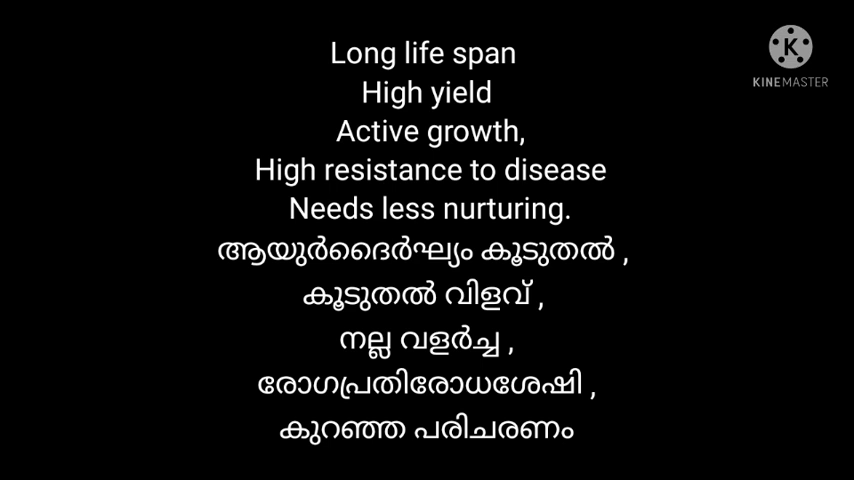 Long life span
High yield
Active growth,
High resistance to disease
Needs less nurturing.
ആയുർദൈർഘ്യം കൂടുതൽ ,
കൂടുതൽ വിളവ് ,
നല്ല വളർച്ച ,
രോഗപ്രതിരോധശേഷി ,
കുറഞ്ഞ പരിചരണം
K
KINEMASTER